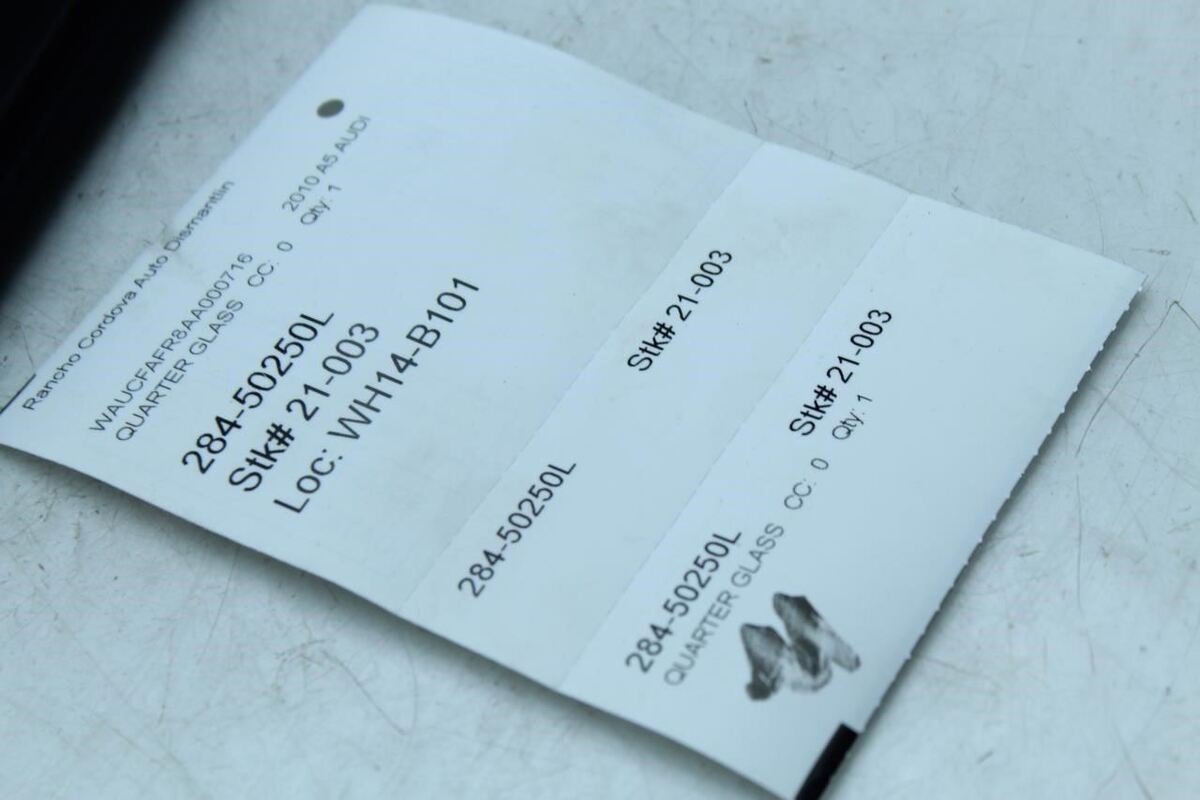 Rancho Cordova Auto Dismantlin
WAUCFAFR8AA000716 2010 A5 AUDI
QUARTER GLASS CC: 0 Qty: 1
284-50250L
Stk# 21-003
Loc: WH14-B101
284-50250L Stk# 21-003
284-50250L Stk# 21-003
QUARTER GLASS CC: 0 Qty: 1